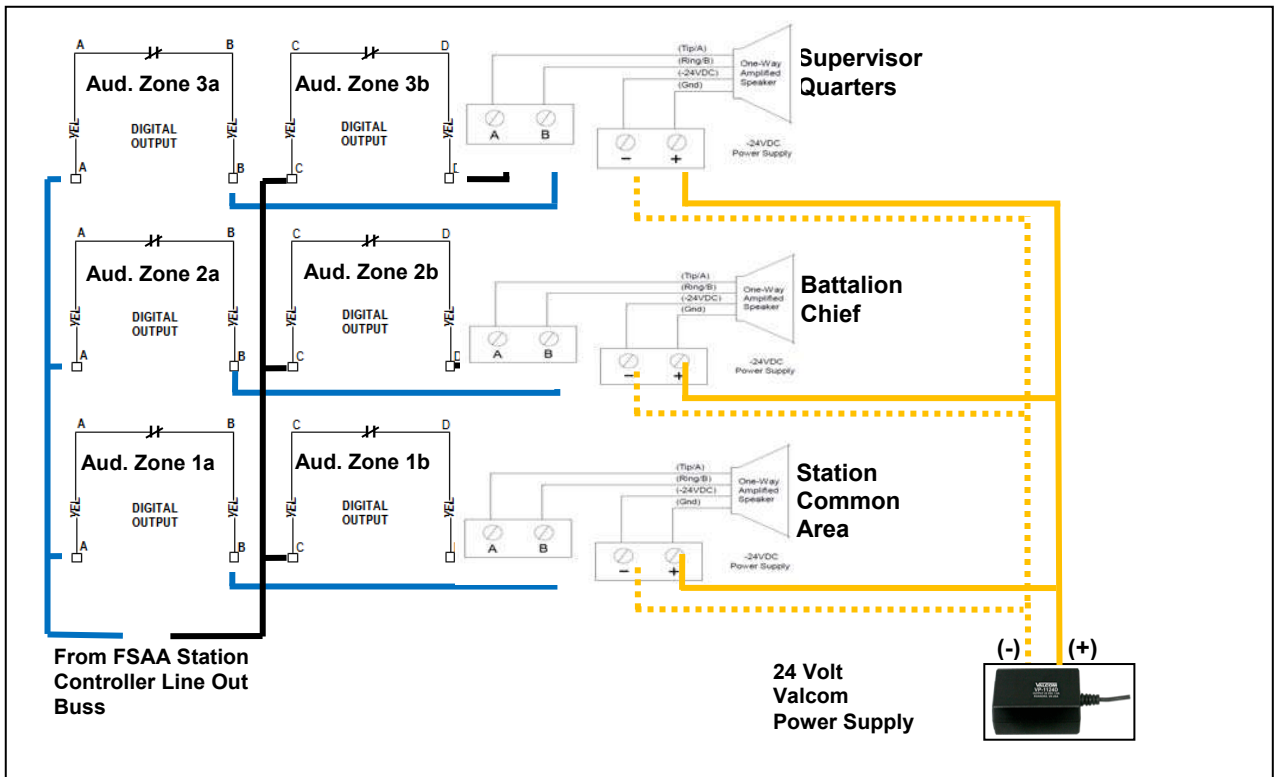 A B C D
Aud. Zone 3a
Aud. Zone 3b
YEL YEL YEL YEL
DIGITAL
OUTPUT
DIGITAL
OUTPUT
A B C D
(Tip/A)
(Ring/B)
(-24VDC)
(Gnd)
One-Way
Amplified
Speaker
Supervisor
Quarters
A B
- +
-24VDC
Power Supply
A B C D
Aud. Zone 2a
Aud. Zone 2b
YEL YEL YEL YEL
DIGITAL
OUTPUT
DIGITAL
OUTPUT
A B C D
(Tip/A)
(Ring/B)
(-24VDC)
(Gnd)
One-Way
Amplified
Speaker
Battalion
Chief
A B
- +
-24VDC
Power Supply
A B C D
Aud. Zone 1a
Aud. Zone 1b
YEL YEL YEL YEL
DIGITAL
OUTPUT
DIGITAL
OUTPUT
A B C
(Tip/A)
(Ring/B)
(-24VDC)
(Gnd)
One-Way
Amplified
Speaker
Station
Common
Area
A B
- +
-24VDC
Power Supply
From FSAA Station
Controller Line Out
Buss
24 Volt
Valcom
Power Supply
(-) (+)
VALCOM
VP-1124D